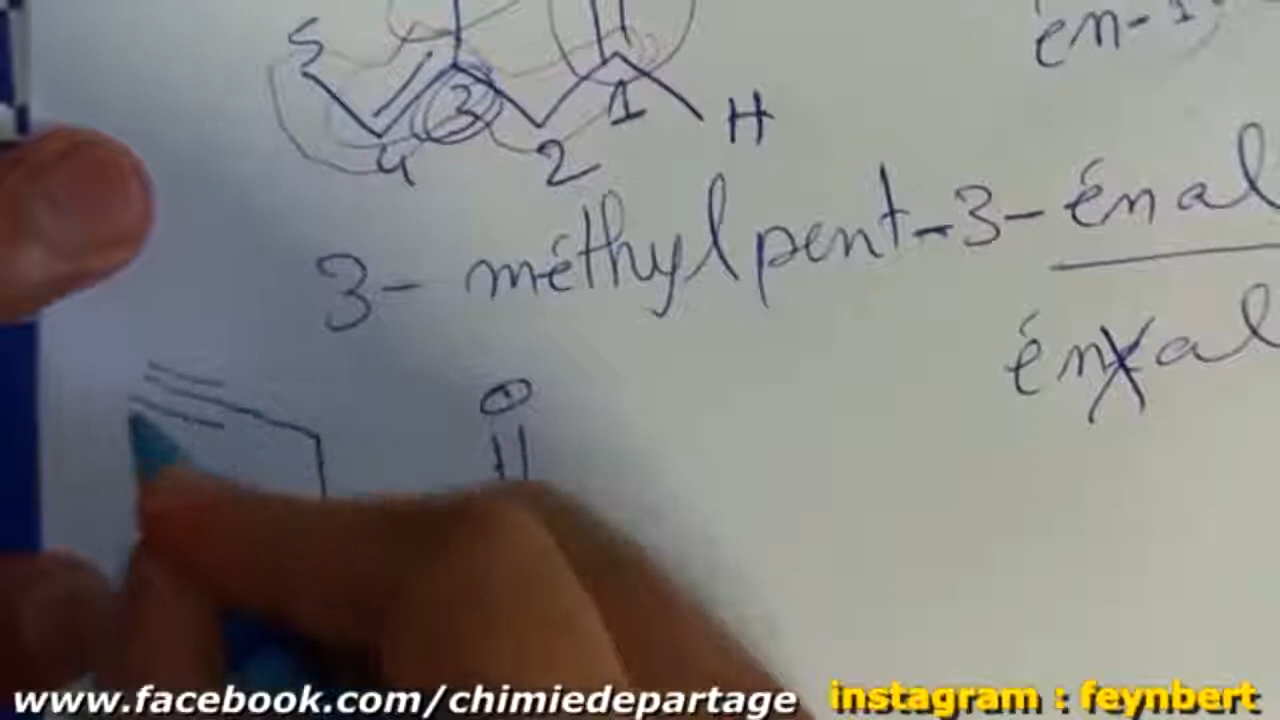 én-1
5
3
1
H
4
2
3-méthylpent-3-énal
énal
O
www.facebook.com/chimiedepartage
instagram : feynbert